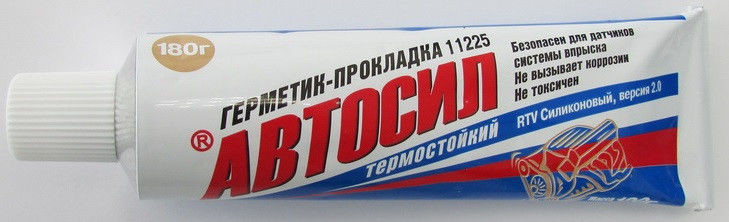 180г
ГЕРМЕТИК-ПРОКЛАДКА 11225
®АВТОСИЛ
термостойкий
Безопасен для датчиков
системы впрыска
Не вызывает коррозии
Не токсичен
RTV Силиконовый, версия 2.0